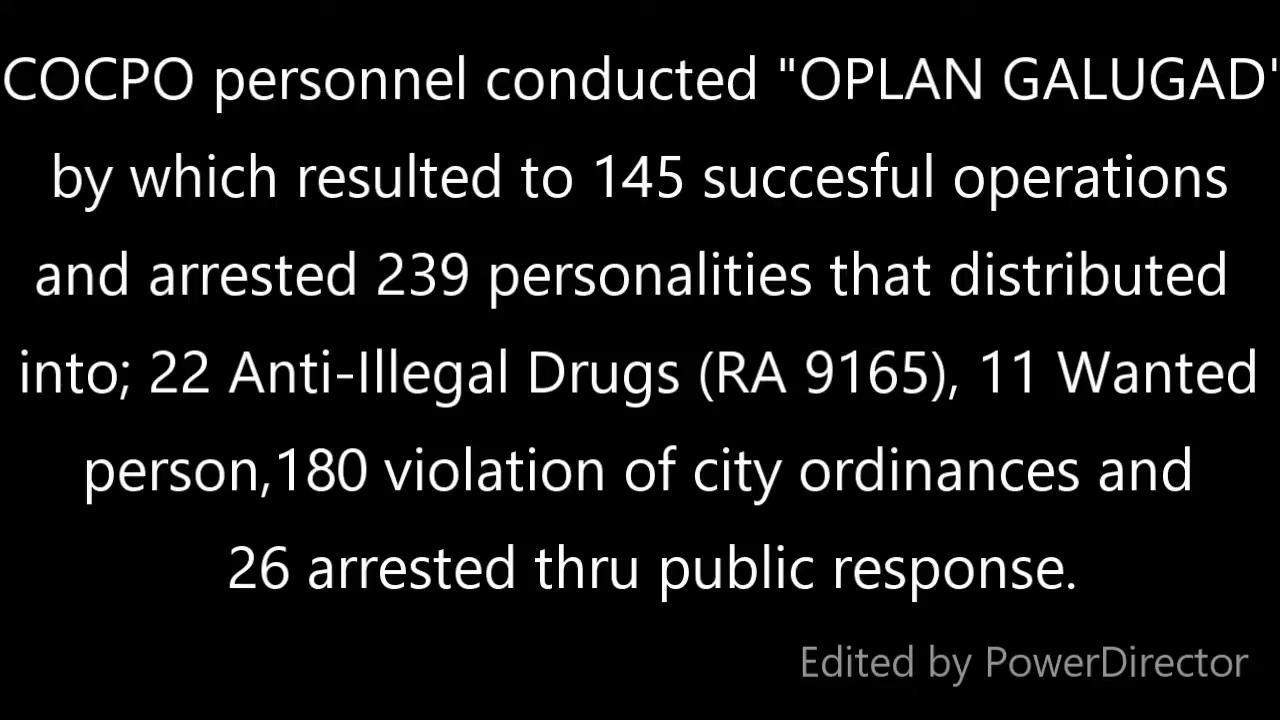 COCPO personnel conducted "OPLAN GALUGAD"
by which resulted to 145 succesful operations
and arrested 239 personalities that distributed
into; 22 Anti-Illegal Drugs (RA 9165), 11 Wanted
person,180 violation of city ordinances and
26 arrested thru public response.
Edited by PowerDirector